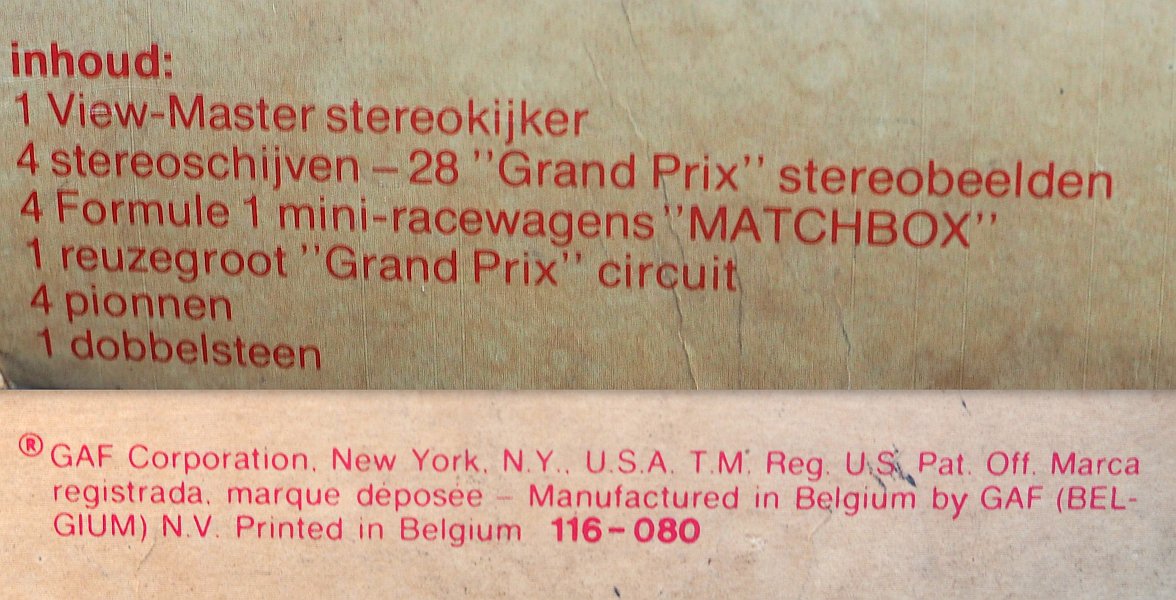 inhoud:
1 View-Master stereokijker
4 stereoschijven – 28 "Grand Prix" stereobeelden
4 Formule 1 mini-racewagens "MATCHBOX"
1 reuzegroot "Grand Prix" circuit
4 pionnen
1 dobbelsteen
® GAF Corporation, New York, N.Y., U.S.A. T.M. Reg. U.S. Pat. Off. Marca
registrada, marque déposée – Manufactured in Belgium by GAF (BEL-
GIUM) N.V. Printed in Belgium 116-080